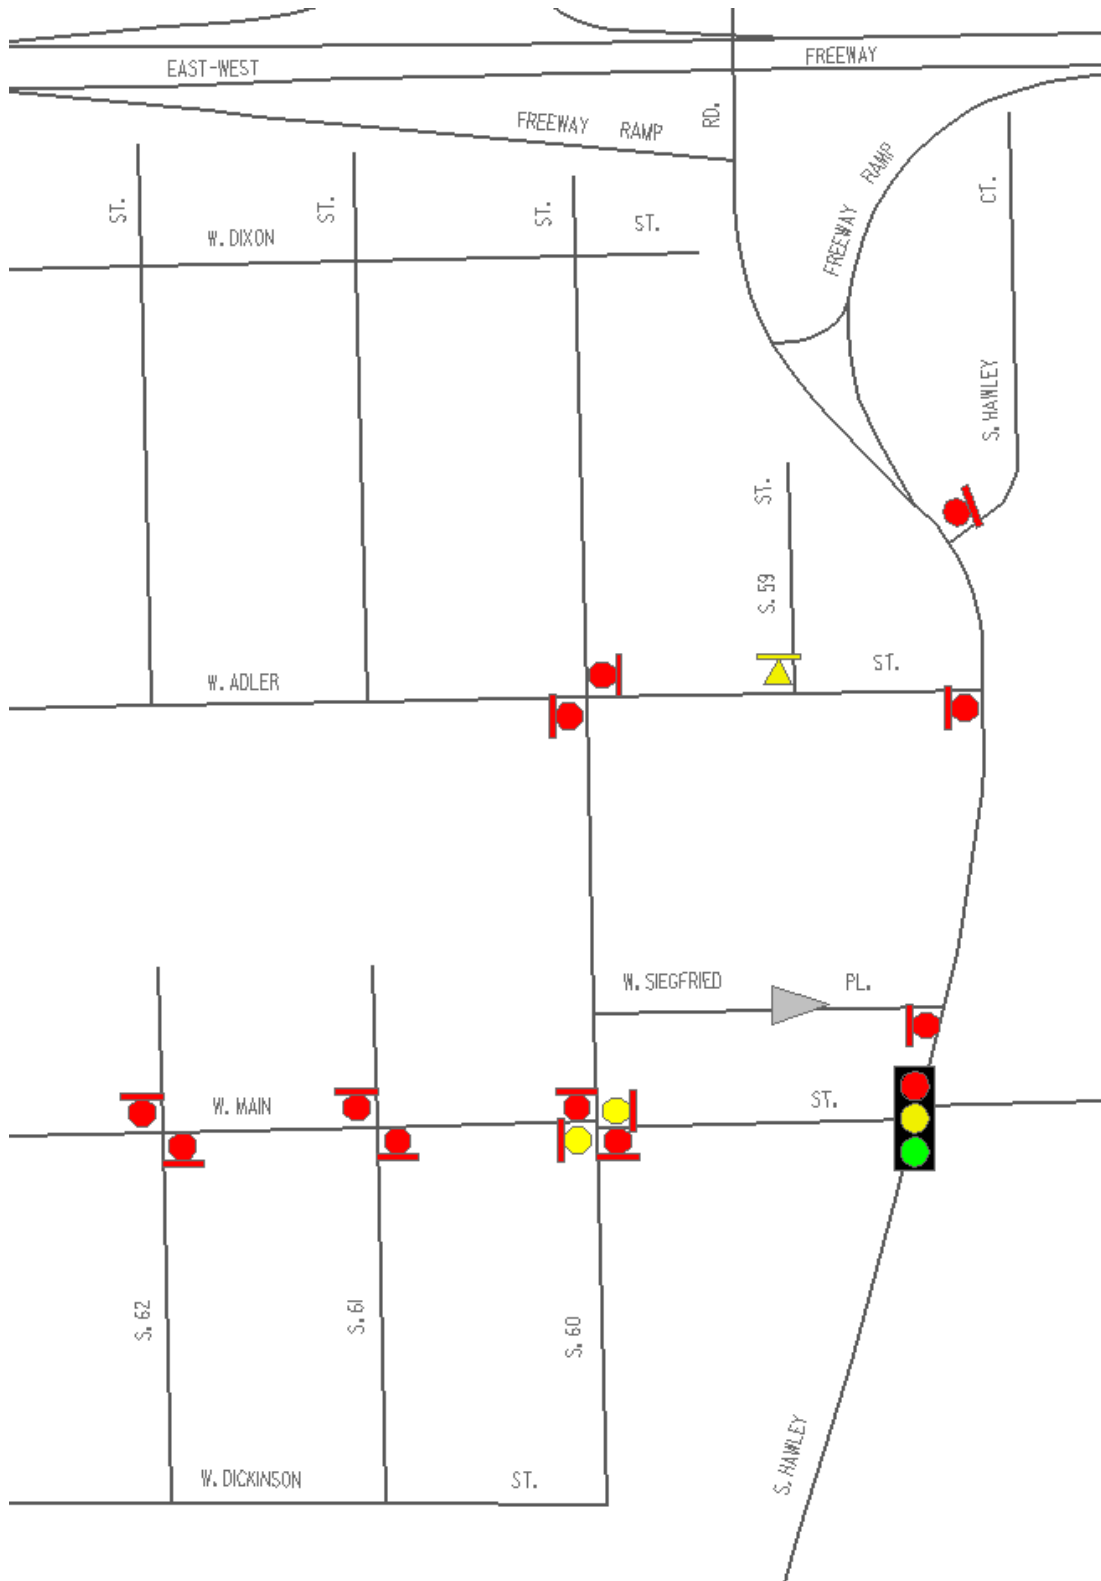 EAST-WEST
FREEWAY
FREEWAY RAMP
RD.
FREEWAY RAMP
CT.
ST.
ST.
ST.
W. DIXON ST.
S. HAWLEY
ST.
S. 59
W. ADLER ST.
W. SIEGFRIED PL.
W. MAIN ST.
S. 62
S. 61
S. 60
S. HAWLEY
W. DICKINSON ST.